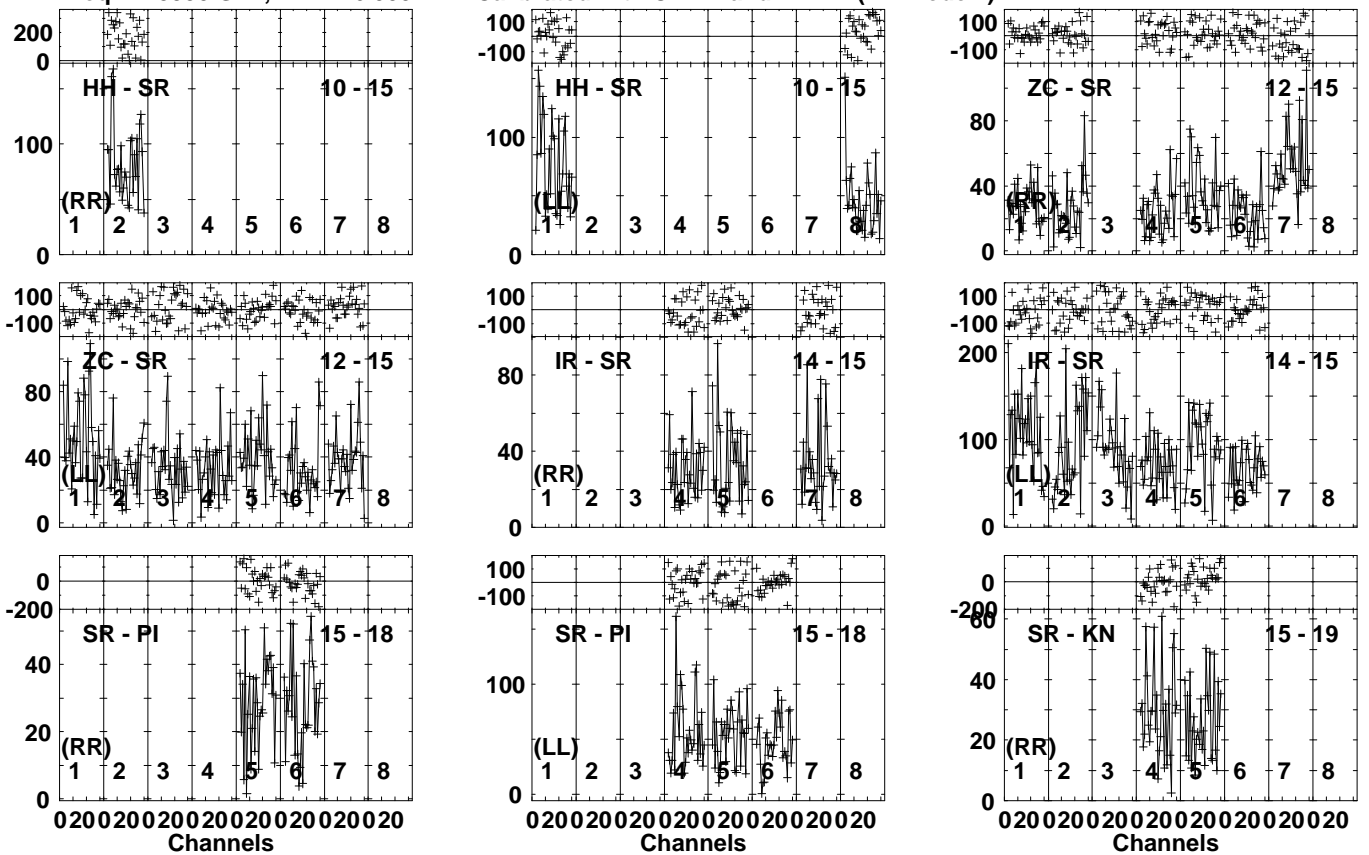 200
0
HH - SR 10 - 15
100
(RR)
1 2 3 4 5 6 7 8
0
100
-100
HH - SR 10 - 15
100
(LL)
1 2 3 4 5 6 7 8
0
100
-100
ZC - SR 12 - 15
80
40
(RR)
1 2 3 4 5 6 7 8
0
100
-100
ZC - SR 12 - 15
80
40
(LL)
1 2 3 4 5 6 7 8
0
100
-100
IR - SR 14 - 15
80
40
(RR)
1 2 3 4 5 6 7 8
0
100
-100
IR - SR 14 - 15
200
100
(LL)
1 2 3 4 5 6 7 8
0
0
-200
SR - PI 15 - 18
40
20
(RR)
1 2 3 4 5 6 7 8
0
020020020020020020020020
Channels
100
-100
SR - PI 15 - 18
100
(LL)
1 2 3 4 5 6 7 8
0
020020020020020020020020
Channels
0
-200
60
SR - KN 15 - 19
40
20
(RR)
1 2 3 4 5 6 7 8
0
020020020020020020020020
Channels